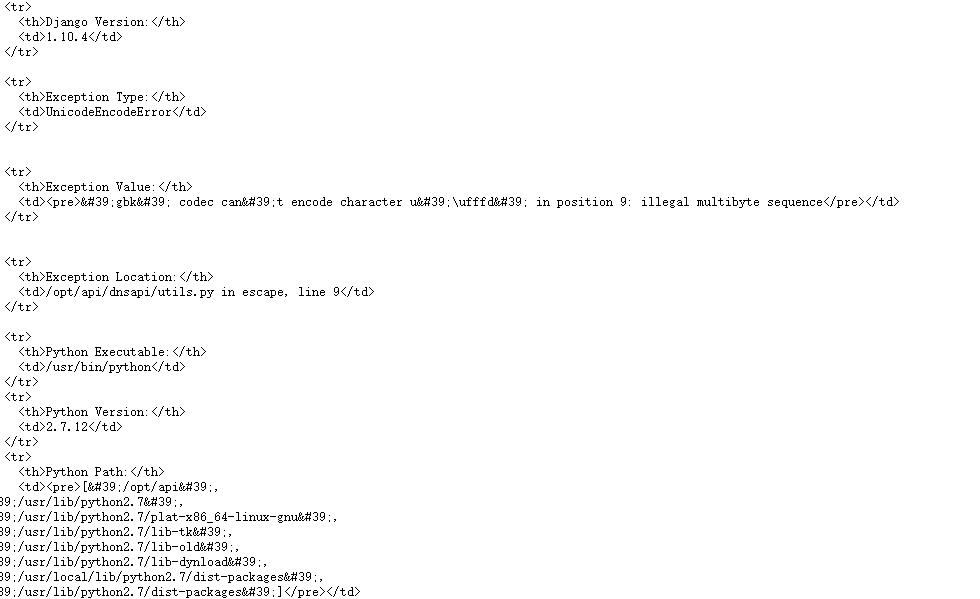 <tr>
<th>Django Version:</th>
<td>1.10.4</td>
</tr>
<tr>
<th>Exception Type:</th>
<td>UnicodeEncodeError</td>
</tr>
<tr>
<th>Exception Value:</th>
<td><pre>&#39;gbk&#39; codec can&#39;t encode character u&#39;\ufffd&#39; in position 9: illegal multibyte sequence</pre></td>
</tr>
<tr>
<th>Exception Location:</th>
<td>/opt/api/dnsapi/utils.py in escape, line 9</td>
</tr>
<tr>
<th>Python Executable:</th>
<td>/usr/bin/python</td>
</tr>
<tr>
<th>Python Version:</th>
<td>2.7.12</td>
</tr>
<tr>
<th>Python Path:</th>
<td><pre>[&#39;/opt/api&#39;,
39;/usr/lib/python2.7&#39;,
39;/usr/lib/python2.7/plat-x86_64-linux-gnu&#39;,
39;/usr/lib/python2.7/lib-tk&#39;,
39;/usr/lib/python2.7/lib-old&#39;,
39;/usr/lib/python2.7/lib-dynload&#39;,
39;/usr/local/lib/python2.7/dist-packages&#39;,
39;/usr/lib/python2.7/dist-packages&#39;]</pre></td>